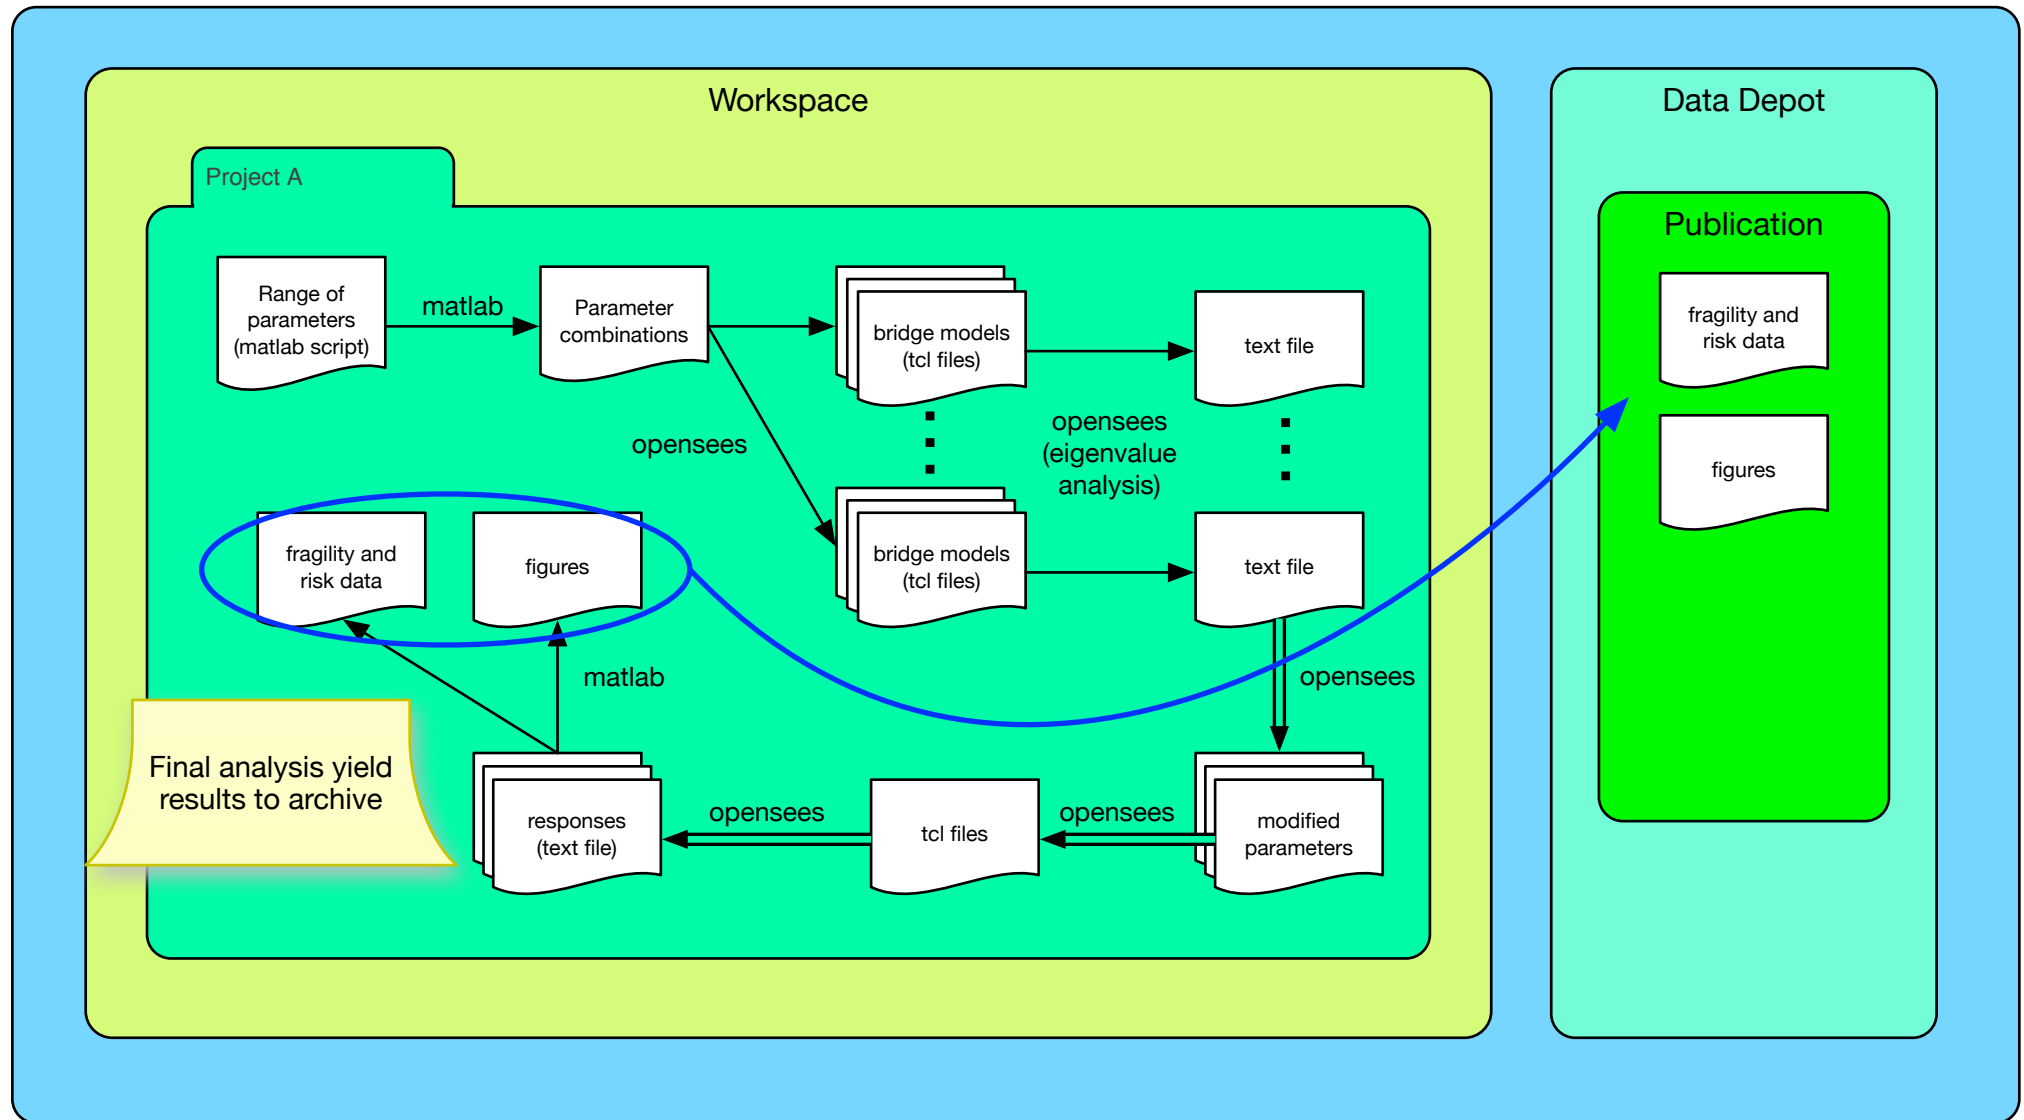 Workspace
Data Depot
Project A
Publication
Range of
parameters
(matlab script)
matlab
Parameter
combinations
bridge models
(tcl files)
text file
fragility and
risk data
opensees
opensees
(eigenvalue
analysis)
figures
fragility and
risk data
figures
bridge models
(tcl files)
text file
matlab
opensees
Final analysis yield
results to archive
responses
(text file)
opensees
tcl files
opensees
modified
parameters